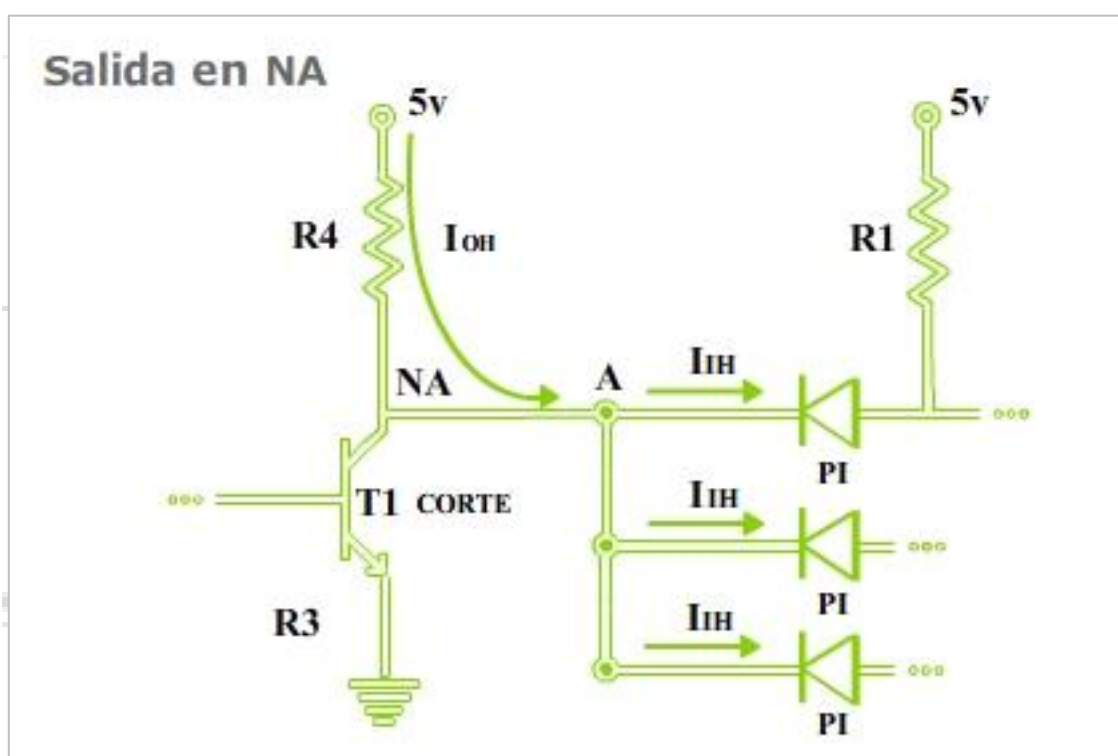 Salida en NA
5v
5v
R4
IOH
R1
NA
A
IIH
PI
T1 CORTE
IIH
PI
R3
IIH
PI